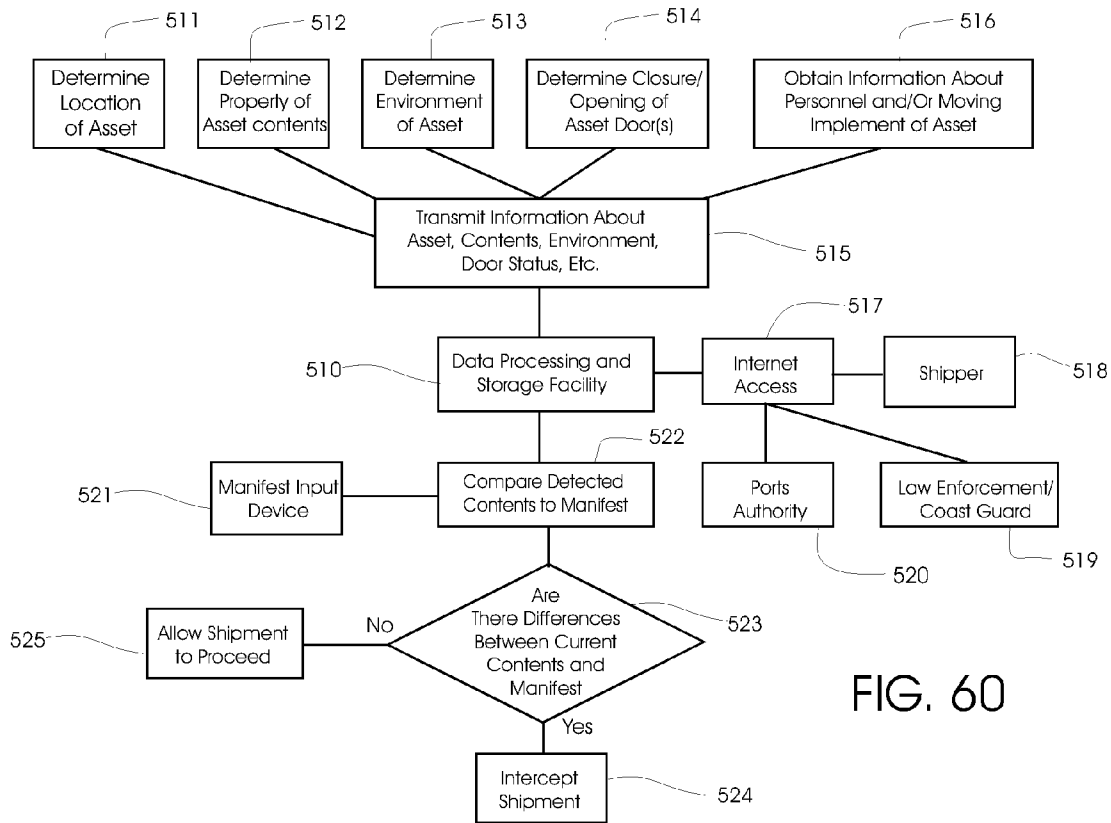 511
512
513
514
516
Determine
Location
of Asset
Determine
Property of
Asset contents
Determine
Environment
of Asset
Determine Closure/
Opening of
Asset Door(s)
Obtain Information About
Personnel and/Or Moving
Implement of Asset
Transmit Information About
Asset, Contents, Environment,
Door Status, Etc.
515
517
510
Data Processing and
Storage Facility
Internet
Access
Shipper
518
522
521
Manifest Input
Device
Compare Detected
Contents to Manifest
Ports
Authority
Law Enforcement/
Coast Guard
520
519
Are
There Differences
Between Current
Contents and
Manifest
523
No
525
Allow Shipment
to Proceed
Yes
FIG. 60
Intercept
Shipment
524